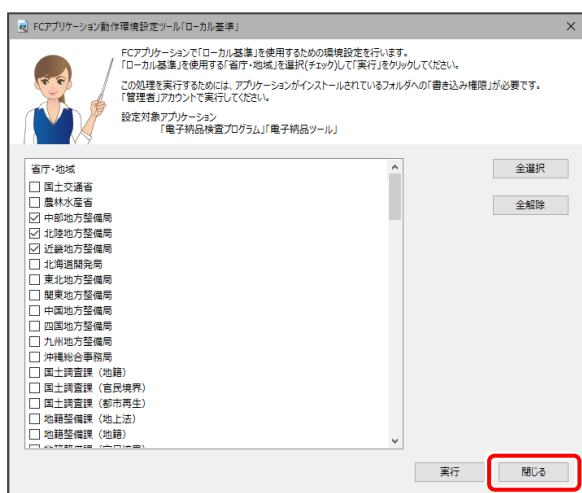 FCアプリケーション動作環境設定ツール「ローカル基準」
FCアプリケーションで「ローカル基準」を使用するための環境設定を行います。
「ローカル基準」を使用する「省庁・地域」を選択(チェック)して「実行」をクリックしてください。
この処理を実行するためには、アプリケーションがインストールされているフォルダへの「書き込み権限」が必要です。
「管理者」アカウントで実行してください。
設定対象アプリケーション
「電子納品検査プログラム」「電子納品ツール」
省庁・地域
全選択
国土交通省
農林水産省
全解除
中部地方整備局
北陸地方整備局
近畿地方整備局
北海道開発局
東北地方整備局
関東地方整備局
中国地方整備局
四国地方整備局
九州地方整備局
沖縄総合事務局
国土調査課（地籍）
国土調査課（官民境界）
国土調査課（都市再生）
地籍整備課（地上法）
地籍整備課（地籍）
実行
閉じる